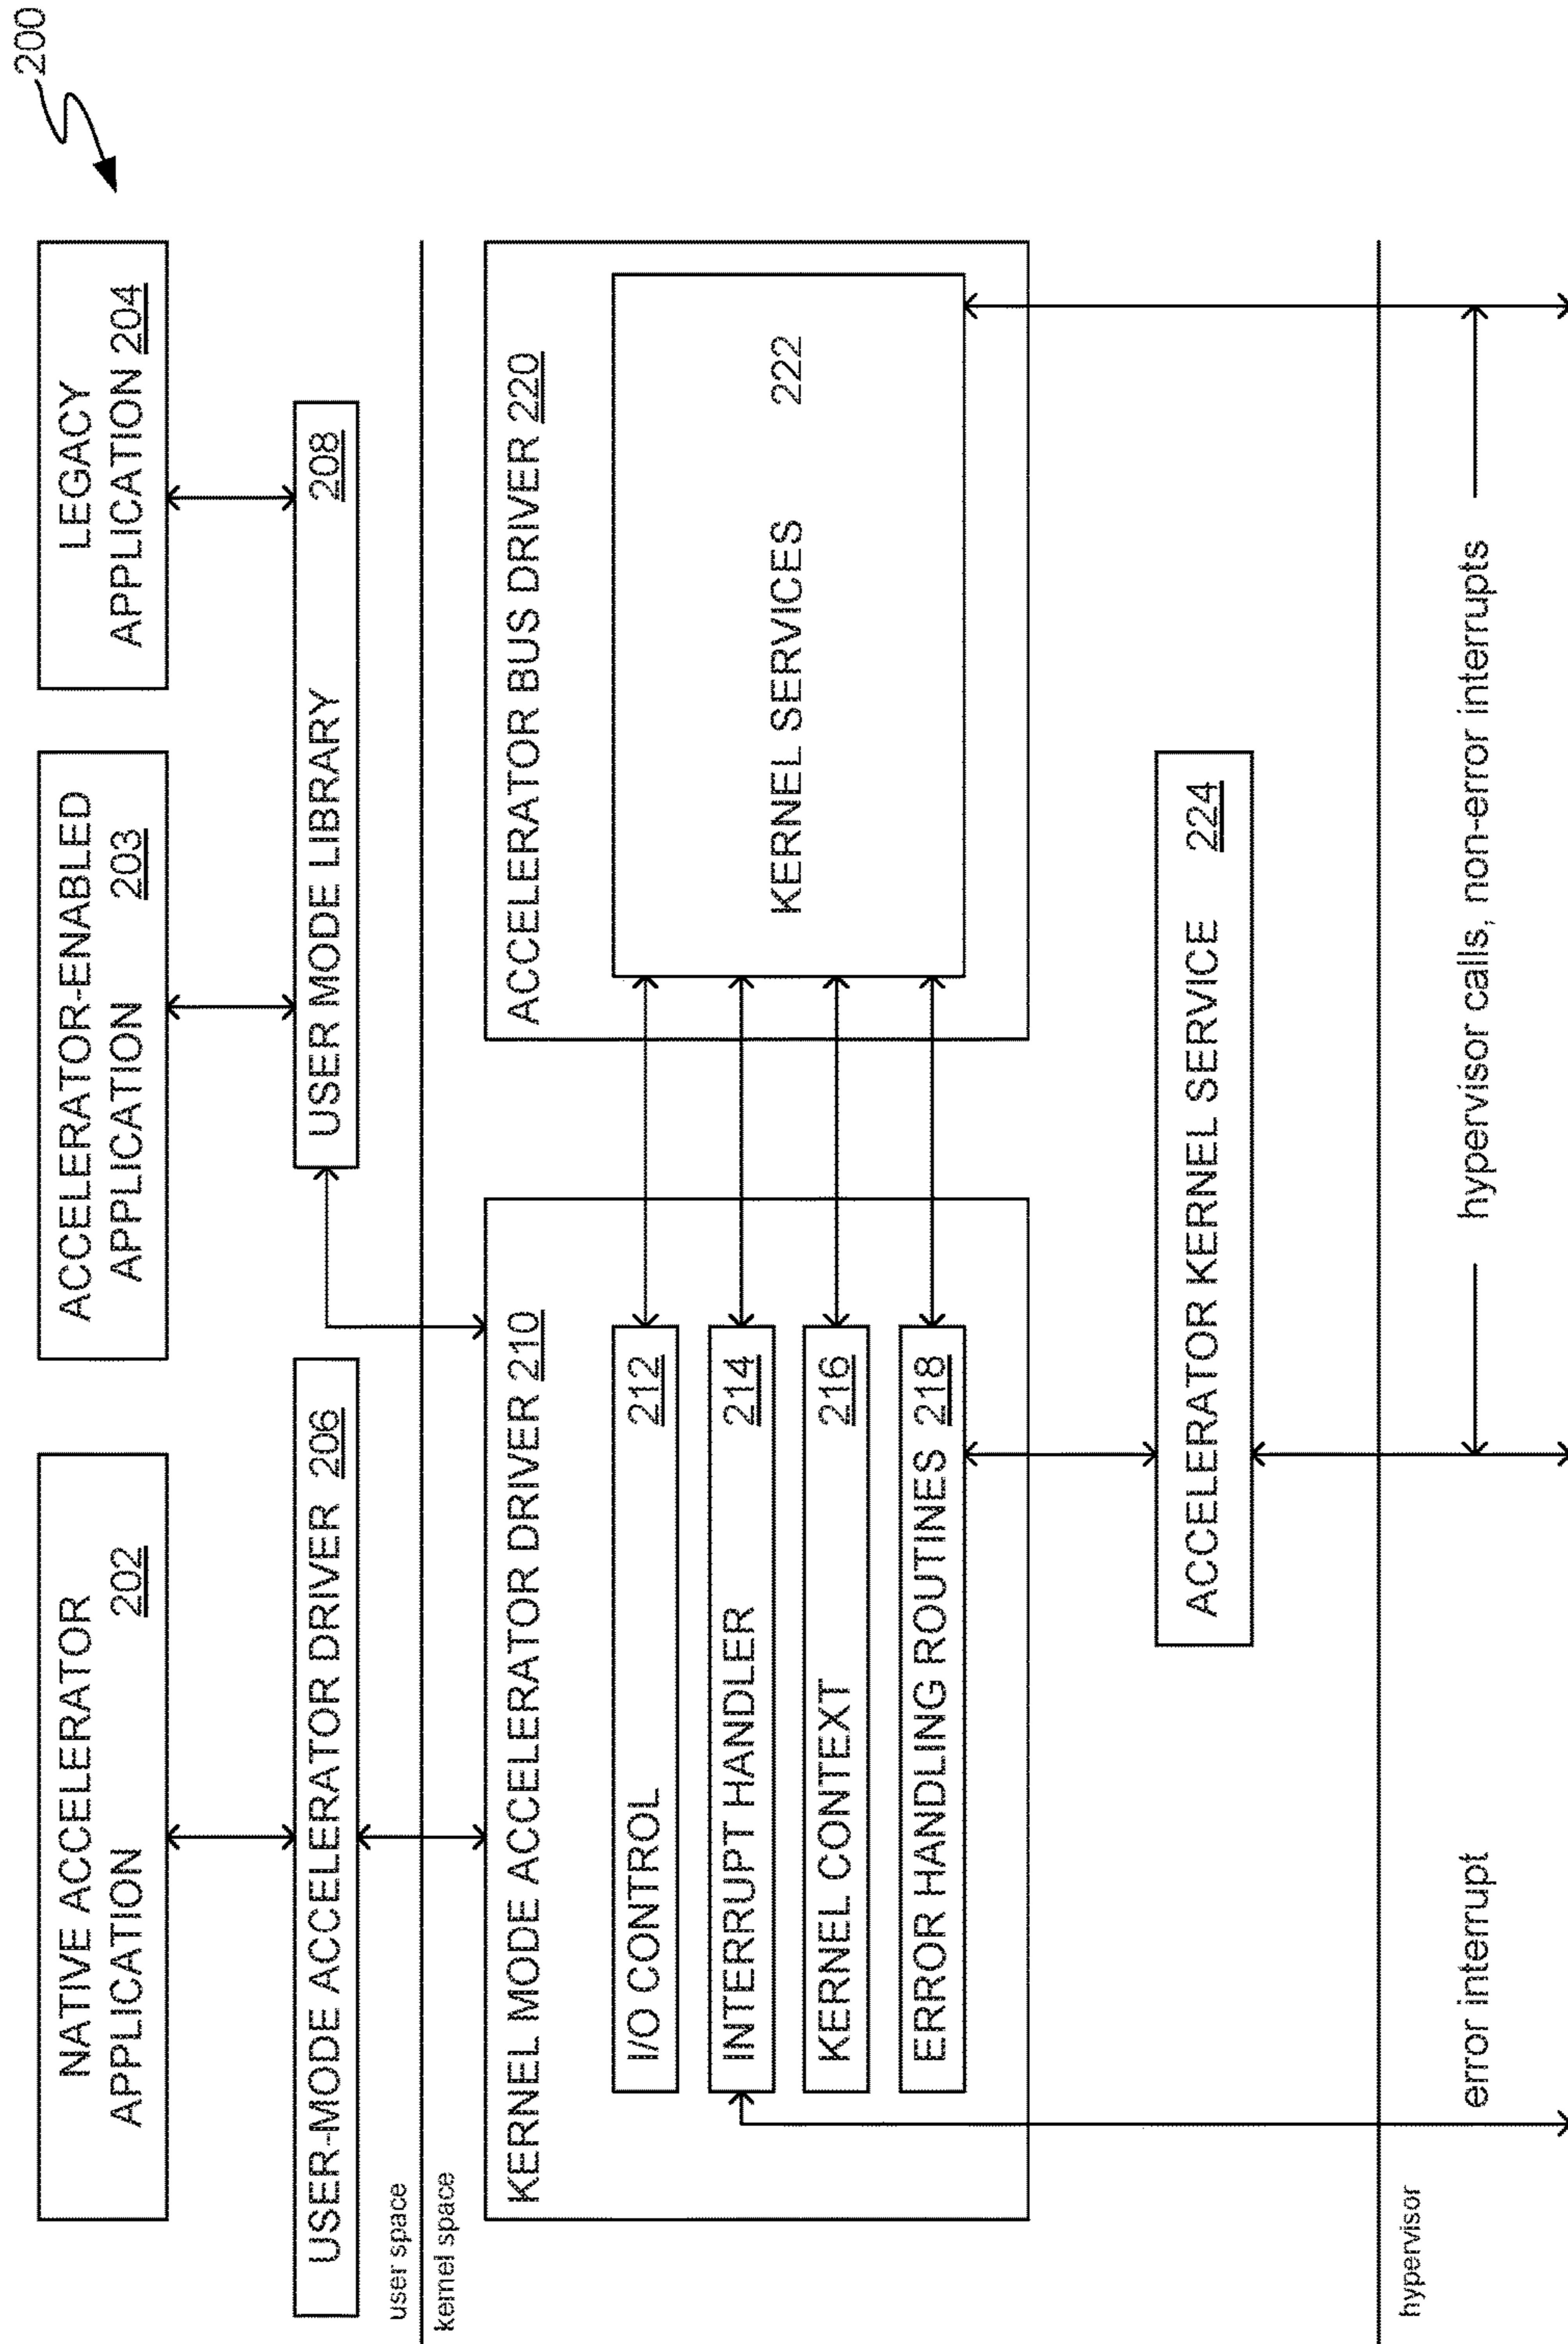 200
NATIVE ACCELERATOR
APPLICATION 202
ACCELERATOR-ENABLED
APPLICATION 203
LEGACY
APPLICATION 204
USER-MODE ACCELERATOR DRIVER 206
USER MODE LIBRARY 208
user space
kernel space
KERNEL MODE ACCELERATOR DRIVER 210
I/O CONTROL 212
INTERRUPT HANDLER 214
KERNEL CONTEXT 216
ERROR HANDLING ROUTINES 218
ACCELERATOR BUS DRIVER 220
KERNEL SERVICES 222
ACCELERATOR KERNEL SERVICE 224
hypervisor
error interrupt
hypervisor calls, non-error interrupts